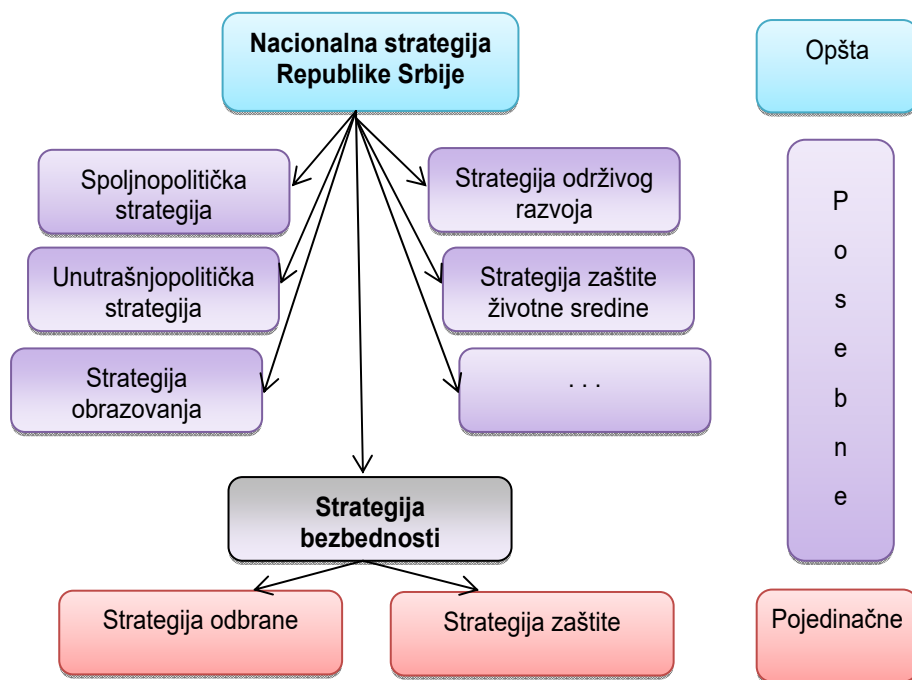 Nacionalna strategija
Republike Srbije
Opšta
Spoljnopolitička
strategija
Strategija održivog
razvoja
Unutrašnjopolitička
strategija
Strategija zaštite
životne sredine
Strategija
obrazovanja
. . .
P
o
s
e
b
n
e
Strategija
bezbednosti
Strategija odbrane
Strategija zaštite
Pojedinačne